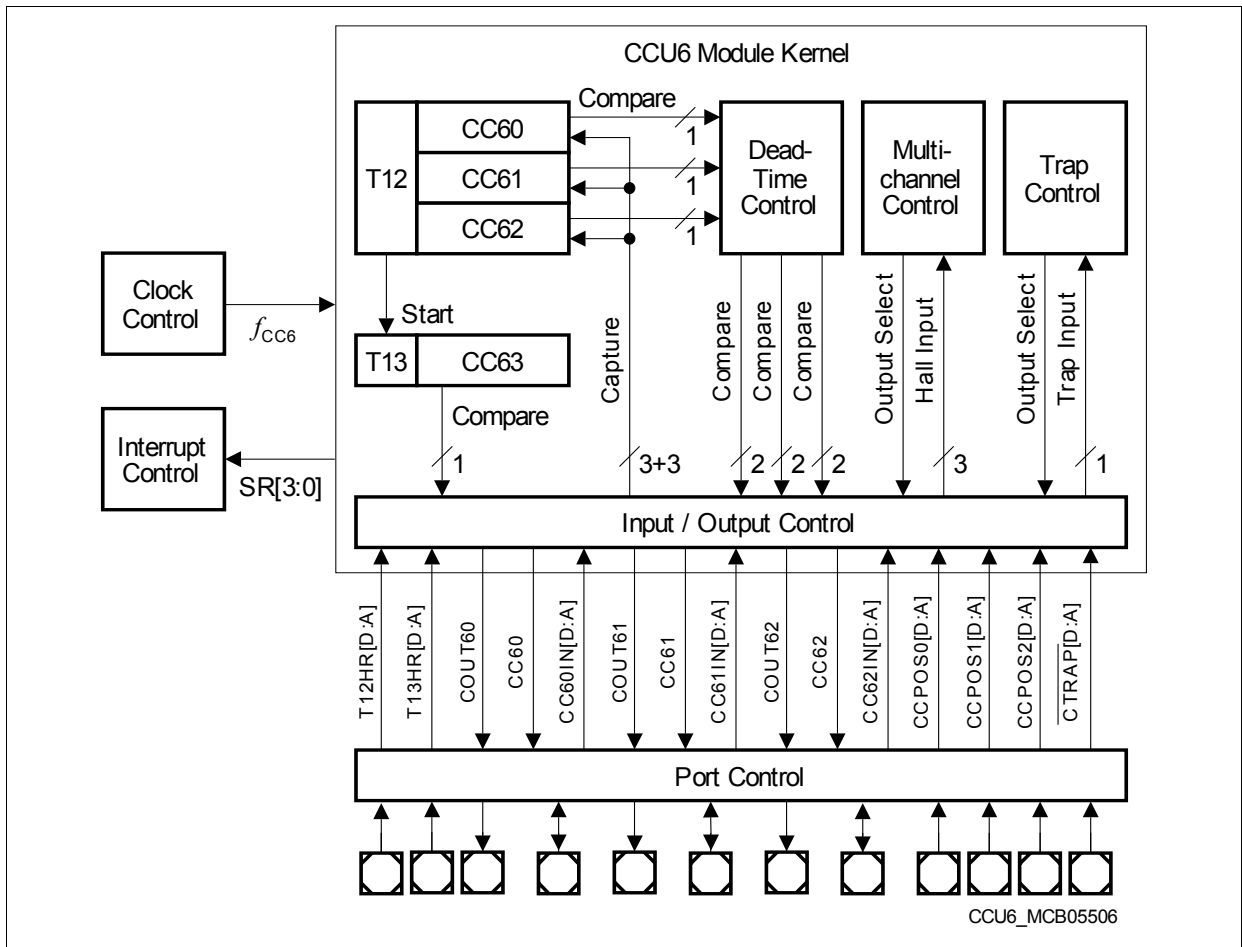 CCU6 Module Kernel
T12
CC60
CC61
CC62
Compare
1
1
1
Dead-
Time
Control
Multi-
channel
Control
Trap
Control
Clock
Control
fCC6
Start
T13
CC63
Compare
1
Capture
3+3
Compare
Compare
Compare
2
2
2
Output Select
Hall Input
3
Output Select
Trap Input
1
Interrupt
Control
SR[3:0]
Input / Output Control
T12HR[D:A]
T13HR[D:A]
COUT60
CC60
CC60IN[D:A]
COUT61
CC61
CC61IN[D:A]
COUT62
CC62
CC62IN[D:A]
CCPOS0[D:A]
CCPOS1[D:A]
CCPOS2[D:A]
CTRAP[D:A]
Port Control
CCU6_MCB05506